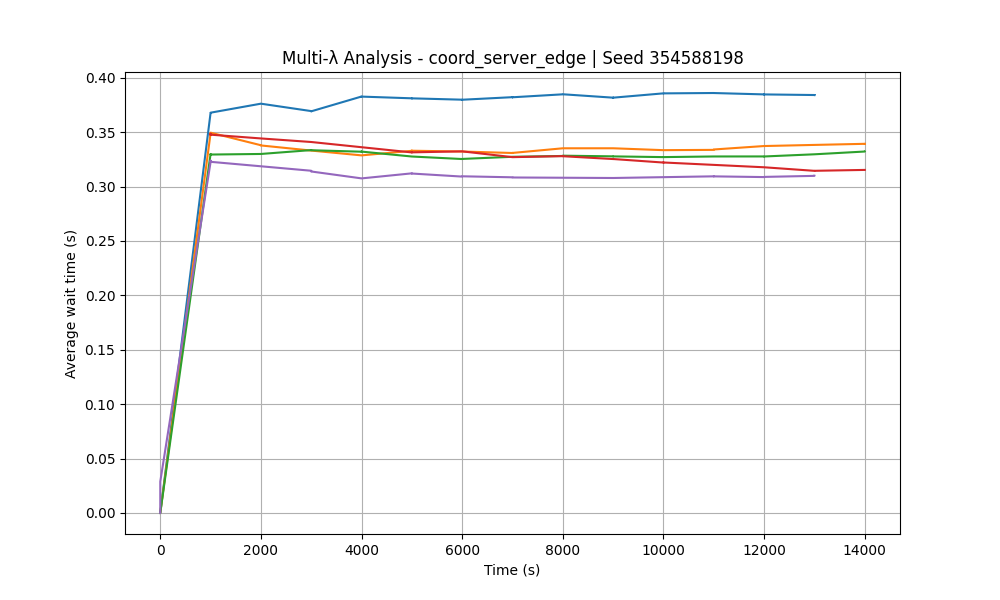 Multi-λ Analysis - coord_server_edge | Seed 354588198
Average wait time (s)
0.40
0.35
0.30
0.25
0.20
0.15
0.10
0.05
0.00
0 2000 4000 6000 8000 10000 12000 14000
Time (s)